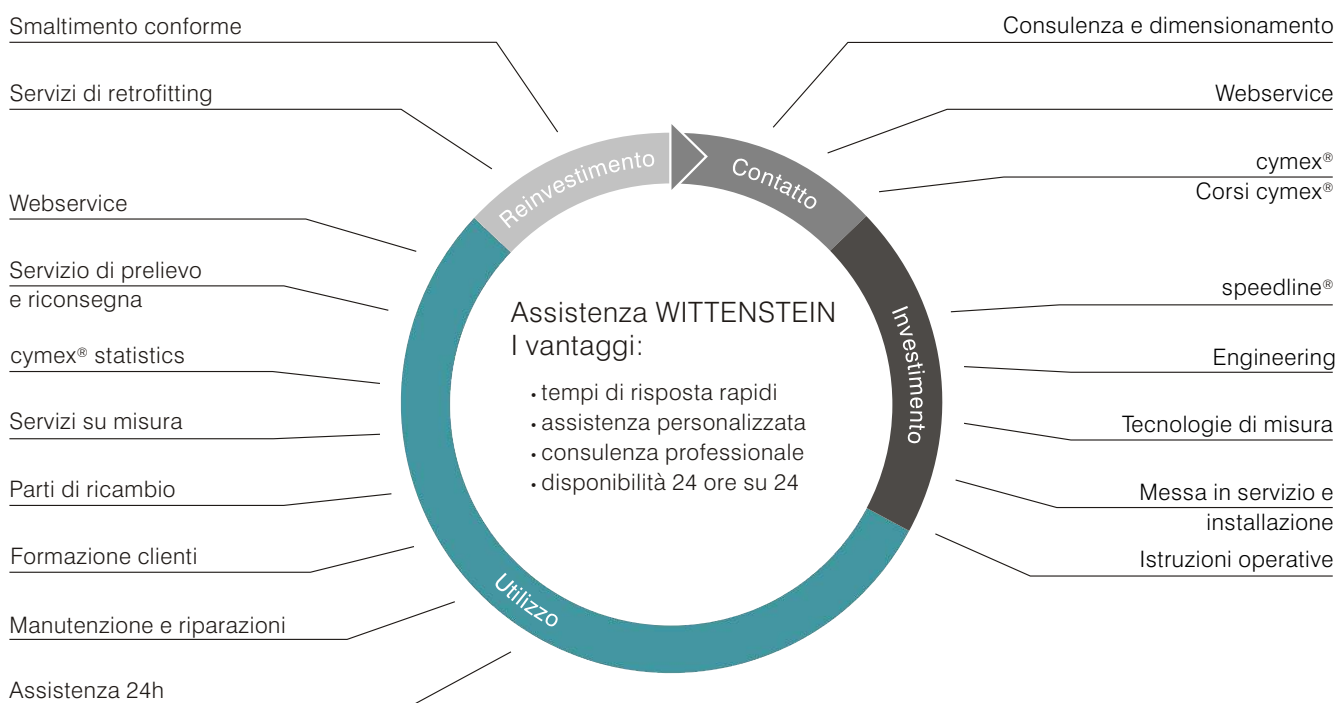 Smaltimento conforme
Servizi di retrofitting
Webservice
Servizio di prelievo
e riconsegna
cymex® statistics
Servizi su misura
Parti di ricambio
Formazione clienti
Manutenzione e riparazioni
Assistenza 24h
Reinvestimento
Contatto
Investimento
Utilizzo
Assistenza WITTENSTEIN
I vantaggi:
• tempi di risposta rapidi
• assistenza personalizzata
• consulenza professionale
• disponibilità 24 ore su 24
Consulenza e dimensionamento
Webservice
cymex®
Corsi cymex®
speedline®
Engineering
Tecnologie di misura
Messa in servizio e
installazione
Istruzioni operative